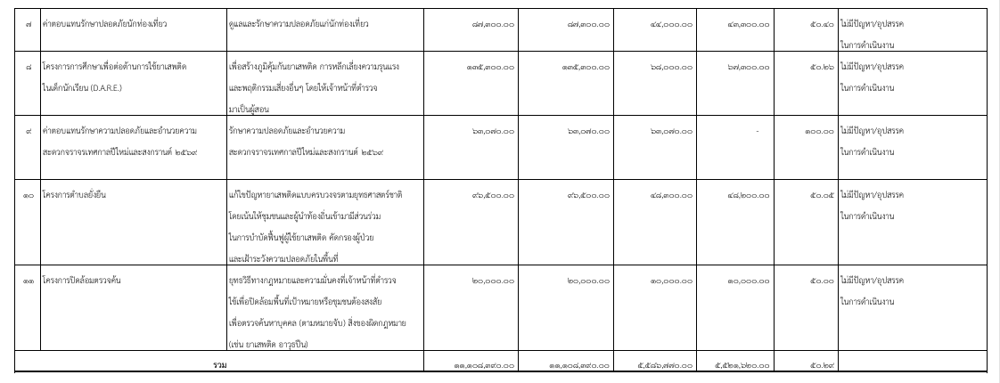 ๗ ค่าตอบแทนรักษาปลอดภัยนักท่องเที่ยว ดูแลและรักษาความปลอดภัยแก่นักท่องเที่ยว ๘๗,๓๐๐.๐๐ ๘๗,๓๐๐.๐๐ ๔๔,๐๐๐.๐๐ ๔๓,๓๐๐.๐๐ ๕๐.๔๐ ไม่มีปัญหา/อุปสรรค
ในการดำเนินงาน
๘ โครงการการศึกษาเพื่อต่อต้านการใช้ยาเสพติด เพื่อสร้างภูมิคุ้มกันยาเสพติด การหลีกเลี่ยงความรุนแรง ๑๓๕,๓๐๐.๐๐ ๑๓๕,๓๐๐.๐๐ ๖๘,๐๐๐.๐๐ ๖๗,๓๐๐.๐๐ ๕๐.๒๖ ไม่มีปัญหา/อุปสรรค
ในเด็กนักเรียน (D.A.R.E.) และพฤติกรรมเสี่ยงอื่นๆ โดยให้เจ้าหน้าที่ตำรวจ ในการดำเนินงาน
มาเป็นผู้สอน
๙ ค่าตอบแทนรักษาความปลอดภัยและอำนวยความ รักษาความปลอดภัยและอำนวยความ ๖๓,๐๗๐.๐๐ ๖๓,๐๗๐.๐๐ ๖๓,๐๗๐.๐๐ - ๑๐๐.๐๐ ไม่มีปัญหา/อุปสรรค
สะดวกจราจรเทศกาลปีใหม่และสงกรานต์ ๒๕๖๙ สะดวกจราจรเทศกาลปีใหม่และสงกรานต์ ๒๕๖๙ ในการดำเนินงาน
๑๐ โครงการตำบลยั่งยืน แก้ไขปัญหายาเสพติดแบบครบวงจรตามยุทธศาสตร์ชาติ ๙๖,๕๐๐.๐๐ ๙๖,๕๐๐.๐๐ ๔๘,๓๐๐.๐๐ ๔๘,๒๐๐.๐๐ ๕๐.๐๕ ไม่มีปัญหา/อุปสรรค
โดยเน้นให้ชุมชนและผู้นำท้องถิ่นเข้ามามีส่วนร่วม ในการดำเนินงาน
ในการบำบัดฟื้นฟูผู้ใช้ยาเสพติด คัดกรองผู้ป่วย
และเฝ้าระวังความปลอดภัยในพื้นที่
๑๑ โครงการปิดล้อมตรวจค้น ยุทธวิธีทางกฎหมายและความมั่นคงที่เจ้าหน้าที่ตำรวจ ๒๐,๐๐๐.๐๐ ๒๐,๐๐๐.๐๐ ๑๐,๐๐๐.๐๐ ๑๐,๐๐๐.๐๐ ๕๐.๐๐ ไม่มีปัญหา/อุปสรรค
ใช้เพื่อปิดล้อมพื้นที่เป้าหมายหรือชุมชนต้องสงสัย ในการดำเนินงาน
เพื่อตรวจค้นหาบุคคล (ตามหมายจับ) สิ่งของผิดกฎหมาย
(เช่น ยาเสพติด อาวุธปืน)
รวม ๑๑,๑๐๘,๓๙๐.๐๐ ๑๑,๑๐๘,๓๙๐.๐๐ ๕,๕๘๖,๗๗๐.๐๐ ๕,๕๒๑,๖๒๐.๐๐ ๕๐.๒๙